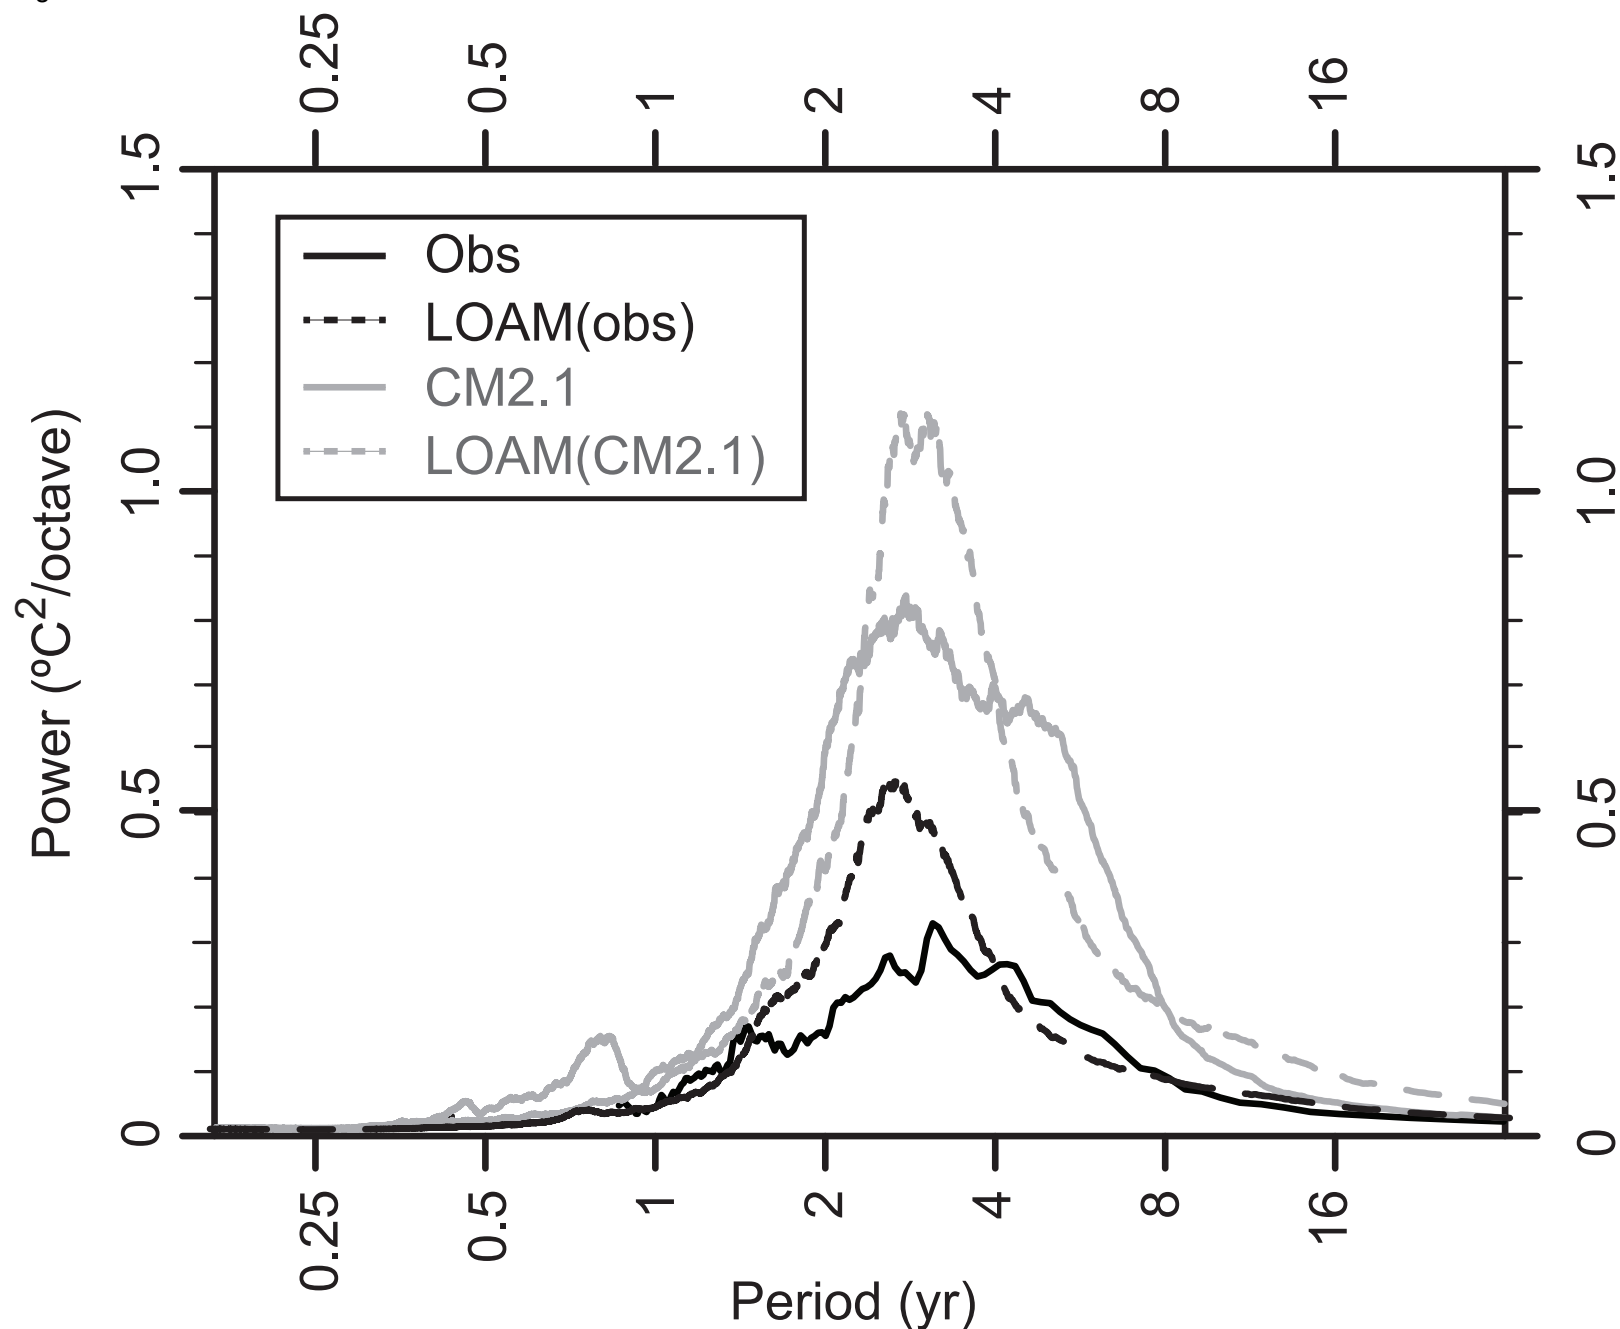 0.25 0.5 1 2 4 8 16
1.5 1.5
Obs
LOAM(obs)
CM2.1
LOAM(CM2.1)
1.0 1.0
Power (ºC2/octave)
0.5 0.5
0 0
0.25 0.5 1 2 4 8 16
Period (yr)